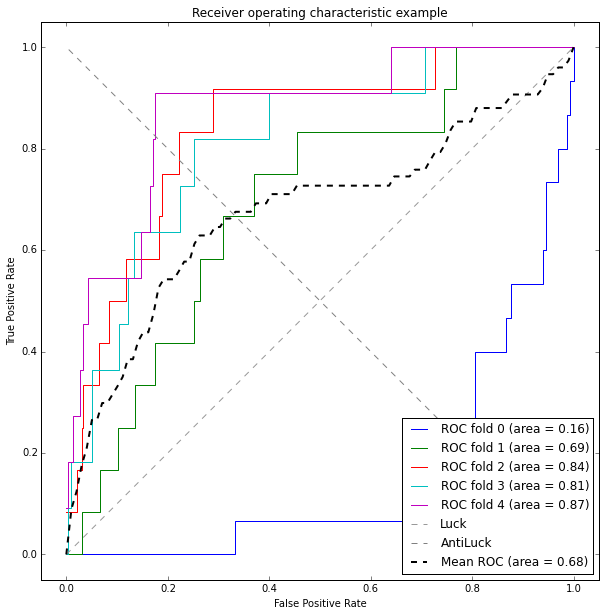 Receiver operating characteristic example
True Positive Rate
1.0
0.8
0.6
0.4
0.2
0.0
ROC fold 0 (area = 0.16)
ROC fold 1 (area = 0.69)
ROC fold 2 (area = 0.84)
ROC fold 3 (area = 0.81)
ROC fold 4 (area = 0.87)
Luck
AntiLuck
Mean ROC (area = 0.68)
0.0 0.2 0.4 0.6 0.8 1.0
False Positive Rate